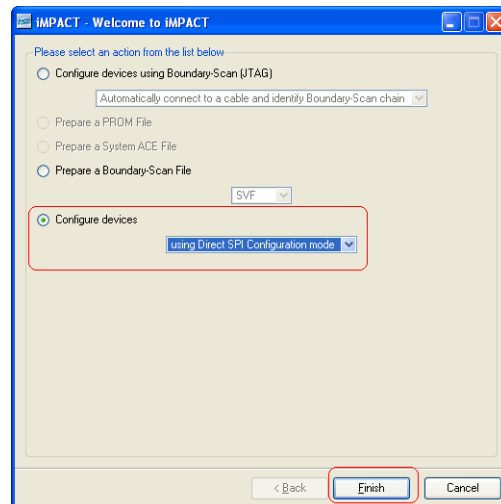 iMPACT - Welcome to iMPACT
Please select an action from the list below
Configure devices using Boundary-Scan (JTAG)
Automatically connect to a cable and identify Boundary-Scan chain
Prepare a PROM File
Prepare a System ACE File
Prepare a Boundary-Scan File
SVF
Configure devices
using Direct SPI Configuration mode
< Back Finish Cancel